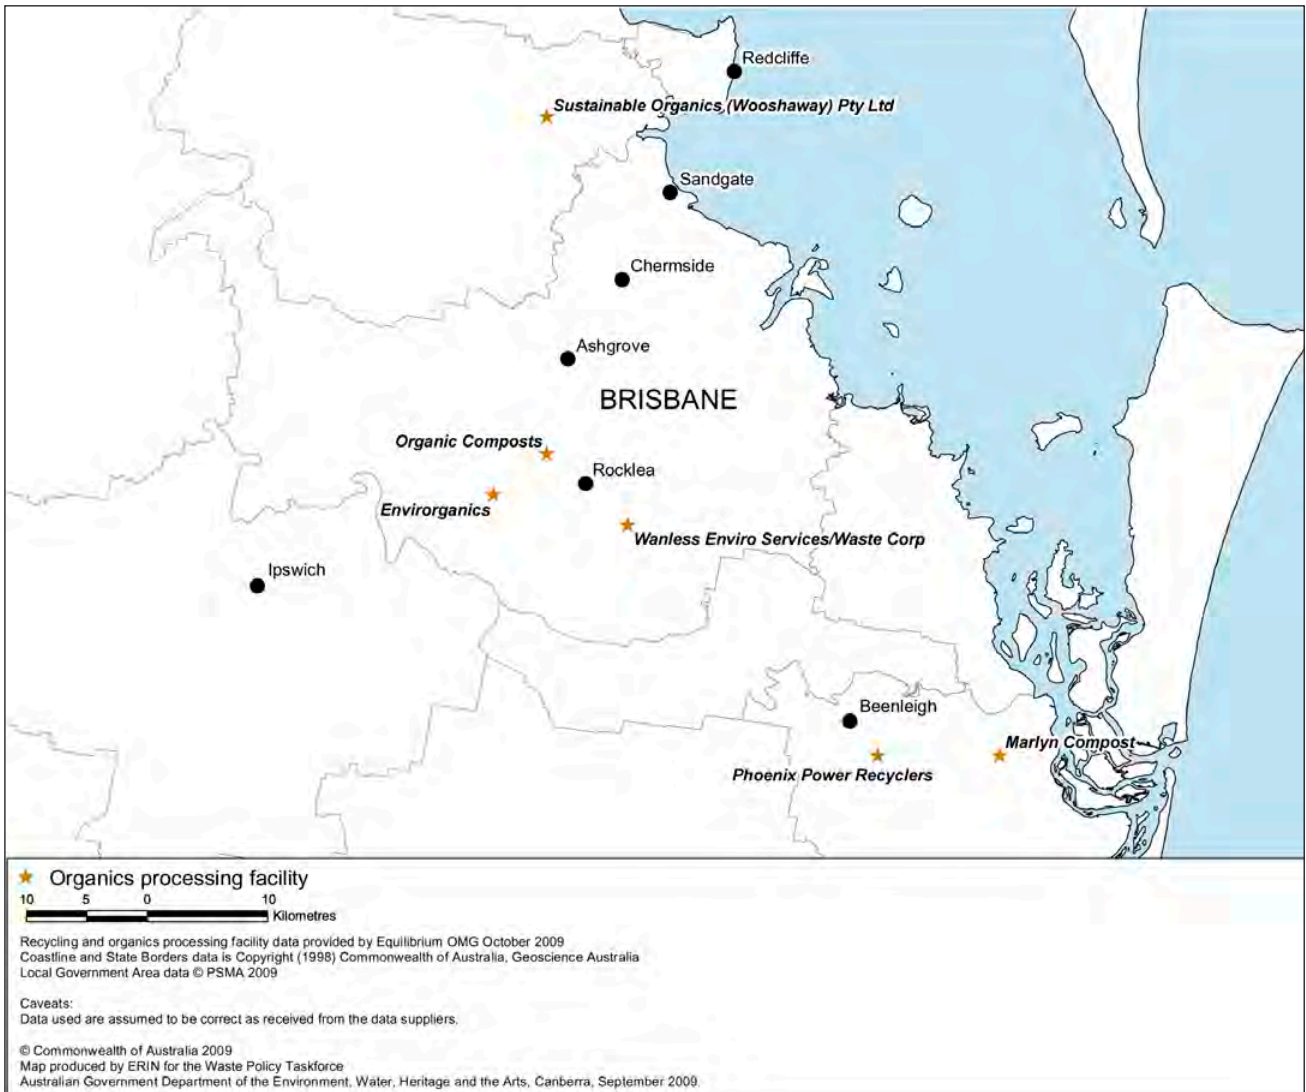 Redcliffe
Sustainable Organics (Wooshaway) Pty Ltd
Sandgate
Chermside
Ashgrove
BRISBANE
Organic Composts
Rocklea
Envirorganics
Wanless Enviro Services/Waste Corp
Ipswich
Beenleigh
Marlyn Compost
Phoenix Power Recyclers
Organics processing facility
10 5 0 10
Kilometres
Recycling and organics processing facility data provided by Equilibrium OMG October 2009
Coastline and State Borders data is Copyright (1998) Commonwealth of Australia, Geoscience Australia
Local Government Area data © PSMA 2009
Caveats:
Data used are assumed to be correct as received from the data suppliers.
© Commonwealth of Australia 2009
Map produced by ERIN for the Waste Policy Taskforce
Australian Government Department of the Environment, Water, Heritage and the Arts, Canberra, September 2009.